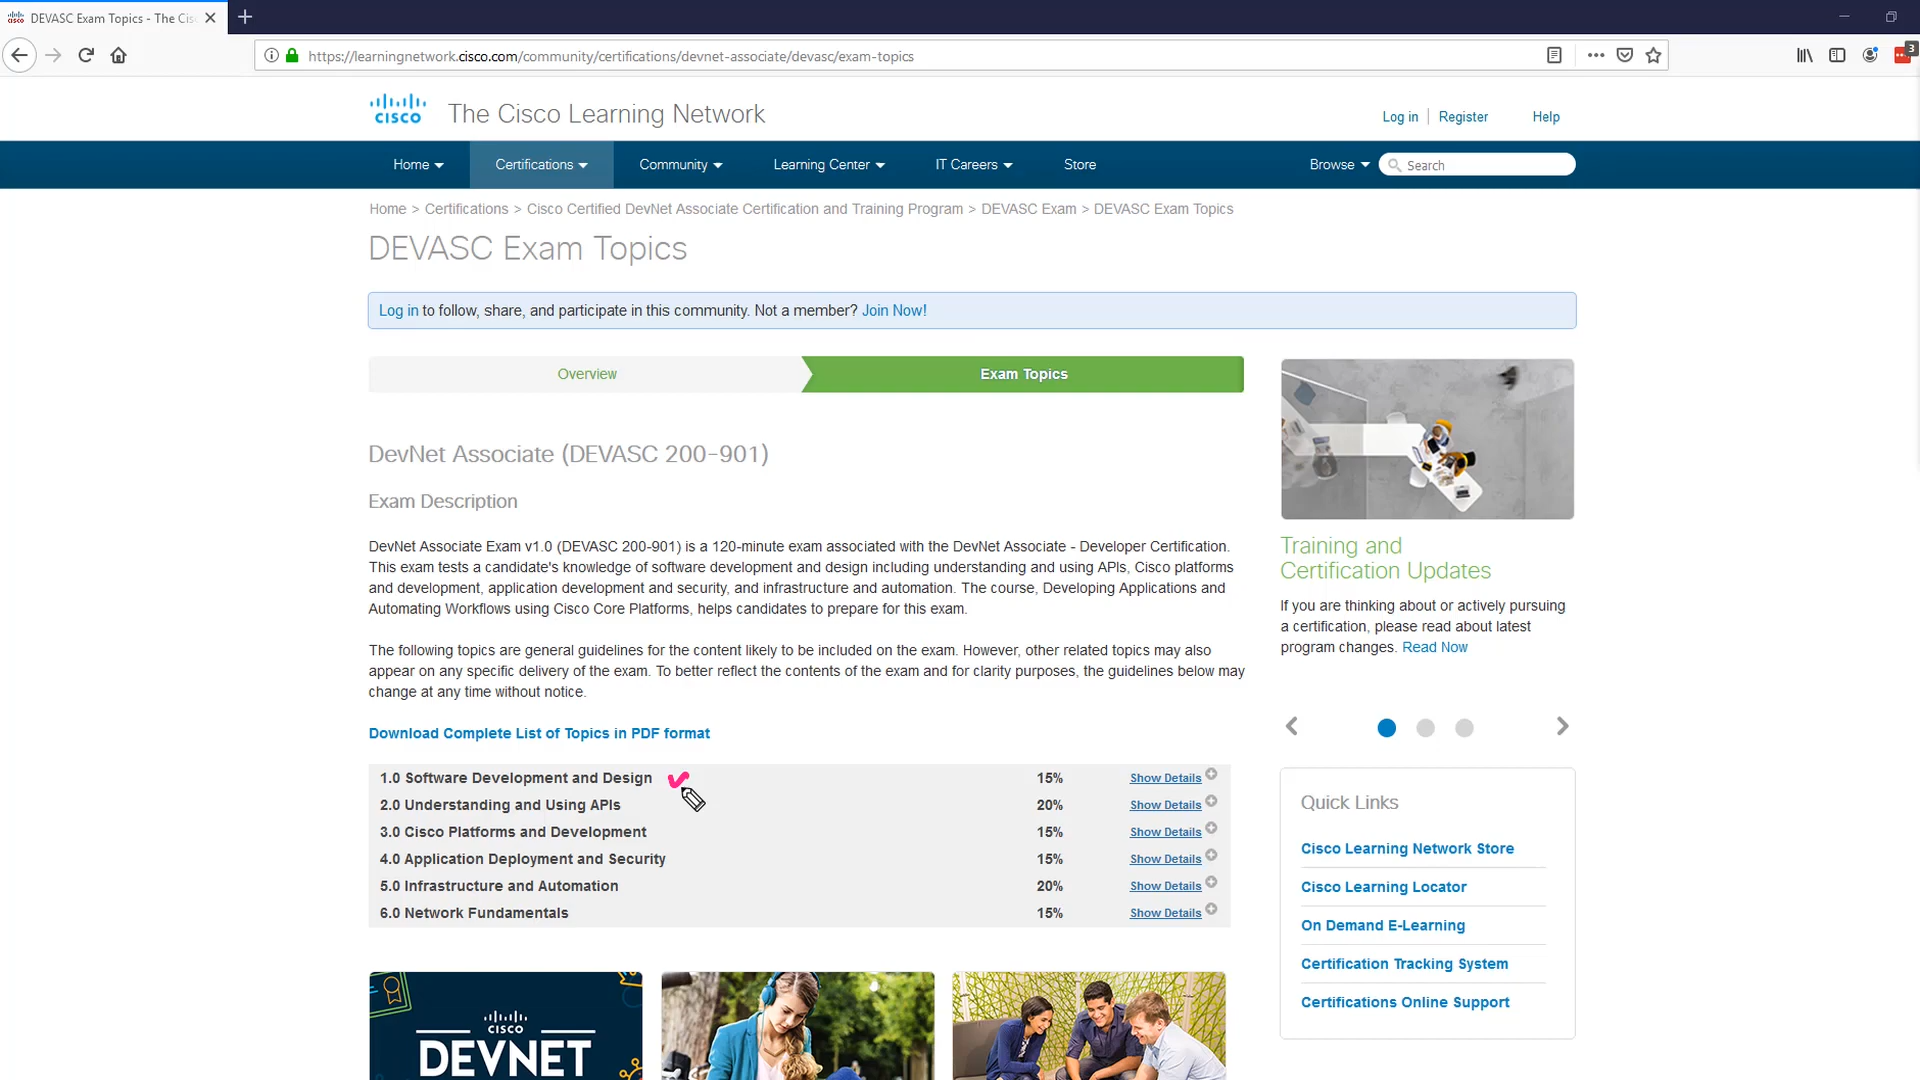 DEVASC Exam Topics - The Cis
https://learningnetwork.cisco.com/community/certifications/devnet-associate/devasc/exam-topics
3
CISCO
The Cisco Learning Network
Log in
Register
Help
Home
Certifications
Community
Learning Center
IT Careers
Store
Browse
Search
Home > Certifications > Cisco Certified DevNet Associate Certification and Training Program > DEVASC Exam > DEVASC Exam Topics
DEVASC Exam Topics
Log in to follow, share, and participate in this community. Not a member? Join Now!
Overview
Exam Topics
DevNet Associate (DEVASC 200-901)
Exam Description
DevNet Associate Exam v1.0 (DEVASC 200-901) is a 120-minute exam associated with the DevNet Associate - Developer Certification.
This exam tests a candidate's knowledge of software development and design including understanding and using APIs, Cisco platforms
and development, application development and security, and infrastructure and automation. The course, Developing Applications and
Automating Workflows using Cisco Core Platforms, helps candidates to prepare for this exam.
The following topics are general guidelines for the content likely to be included on the exam. However, other related topics may also
appear on any specific delivery of the exam. To better reflect the contents of the exam and for clarity purposes, the guidelines below may
change at any time without notice.
Download Complete List of Topics in PDF format
1.0 Software Development and Design 15% Show Details
2.0 Understanding and Using APIs 20% Show Details
3.0 Cisco Platforms and Development 15% Show Details
4.0 Application Deployment and Security 15% Show Details
5.0 Infrastructure and Automation 20% Show Details
6.0 Network Fundamentals 15% Show Details
CISCO
DEVNET
Training and
Certification Updates
If you are thinking about or actively pursuing
a certification, please read about latest
program changes. Read Now
Quick Links
Cisco Learning Network Store
Cisco Learning Locator
On Demand E-Learning
Certification Tracking System
Certifications Online Support